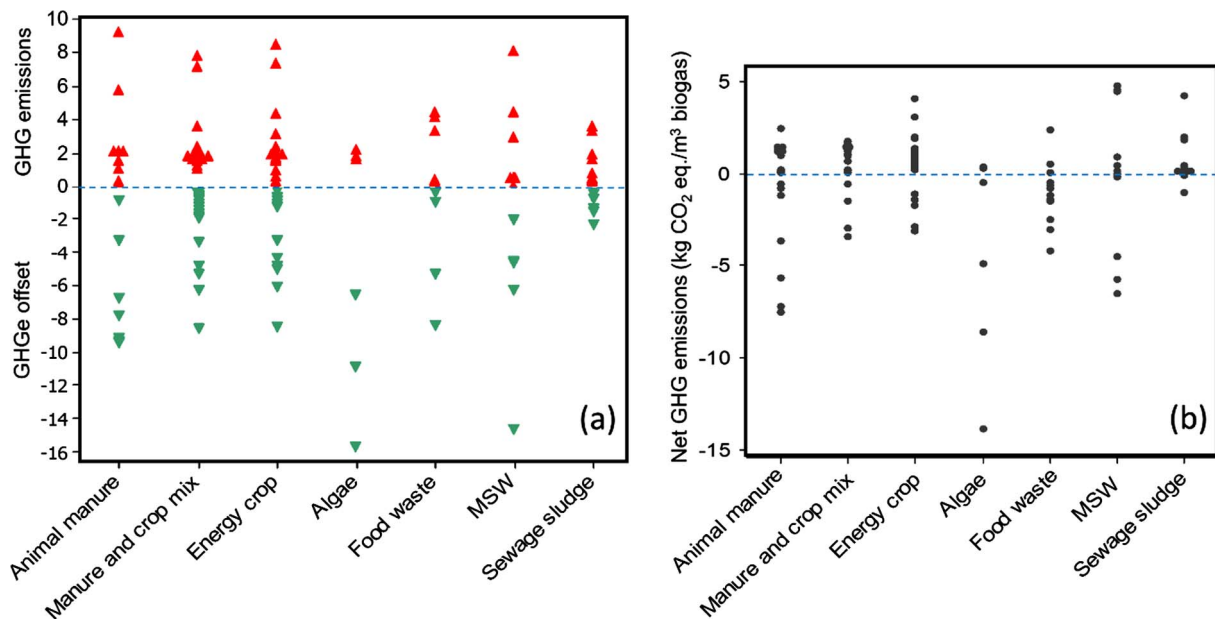 10
8
6
4
2
0
-2
-4
-6
-8
-10
-12
-14
-16
GHG emissions
GHGe offset
(a)
Animal manure
Manure and crop mix
Energy crop
Algae
Food waste
MSW
Sewage sludge
Net GHG emissions (kg CO₂ eq./m³ biogas)
5
0
-5
-10
-15
(b)
Animal manure
Manure and crop mix
Energy crop
Algae
Food waste
MSW
Sewage sludge